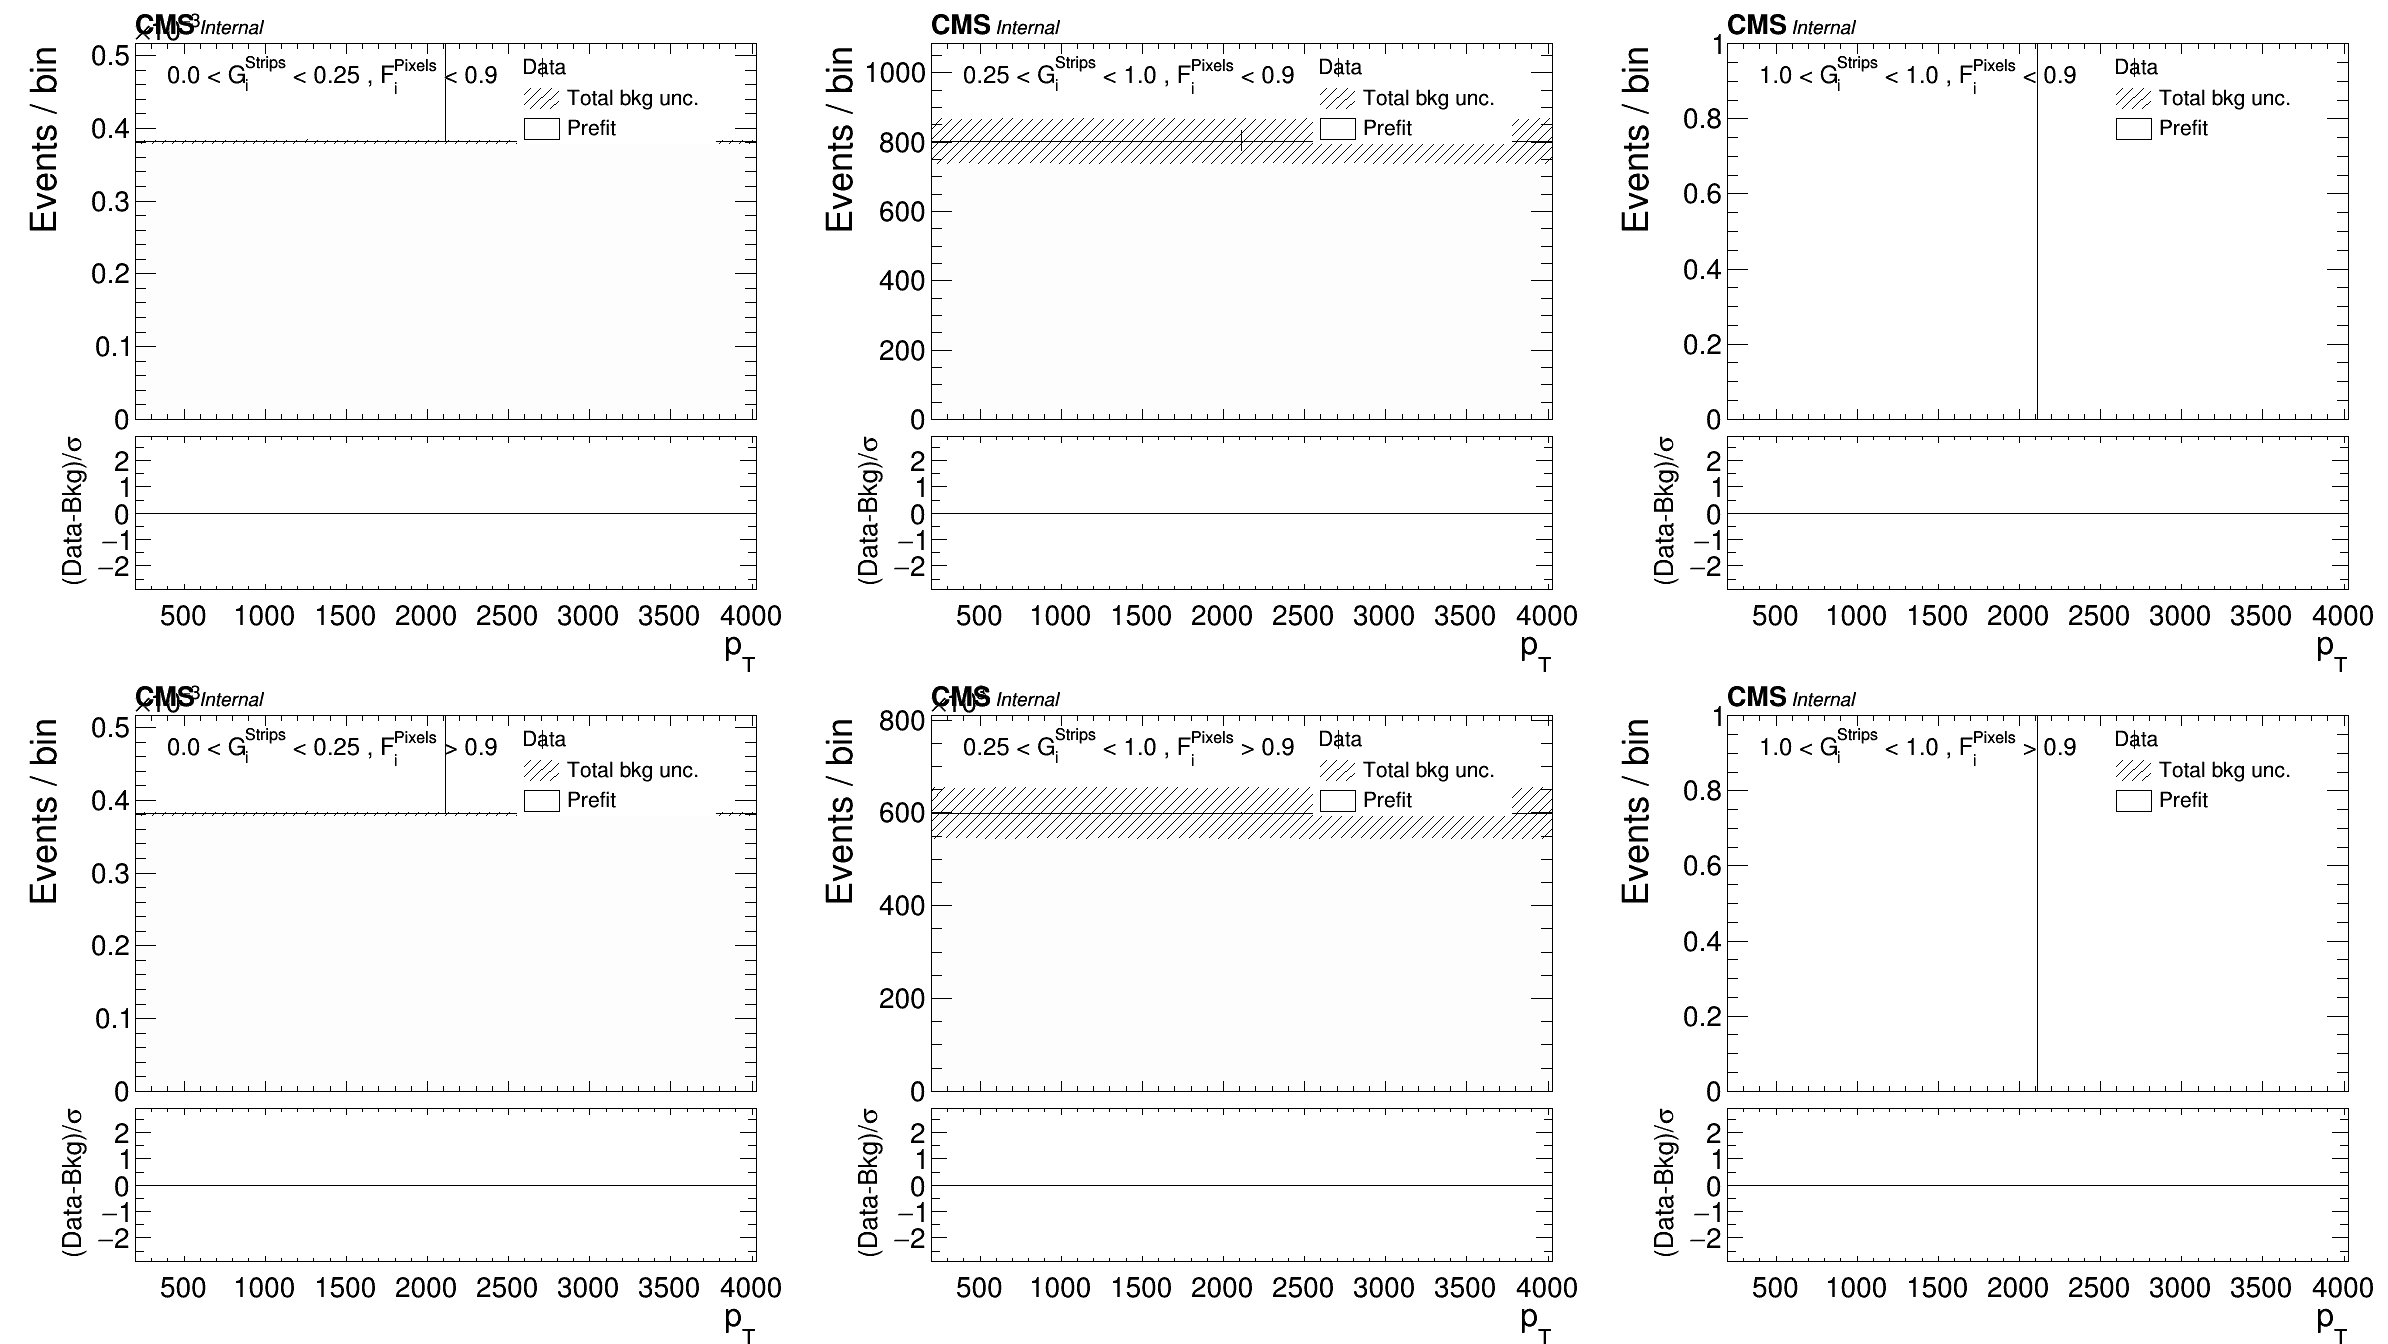 CMS Internal
Events / bin
0.0 < G_i^Strips < 0.25 , F_i^Pixels < 0.9
Data
Total bkg unc.
Prefit
0.5
0.4
0.3
0.2
0.1
0
(Data-Bkg)/σ
2
1
0
−1
−2
500 1000 1500 2000 2500 3000 3500 4000
p_T
CMS Internal
Events / bin
0.25 < G_i^Strips < 1.0 , F_i^Pixels < 0.9
Data
Total bkg unc.
Prefit
1000
800
600
400
200
0
(Data-Bkg)/σ
2
1
0
−1
−2
500 1000 1500 2000 2500 3000 3500 4000
p_T
CMS Internal
Events / bin
1.0 < G_i^Strips < 1.0 , F_i^Pixels < 0.9
Data
Total bkg unc.
Prefit
1
0.8
0.6
0.4
0.2
0
(Data-Bkg)/σ
2
1
0
−1
−2
500 1000 1500 2000 2500 3000 3500 4000
p_T
CMS Internal
Events / bin
0.0 < G_i^Strips < 0.25 , F_i^Pixels > 0.9
Data
Total bkg unc.
Prefit
0.5
0.4
0.3
0.2
0.1
0
(Data-Bkg)/σ
2
1
0
−1
−2
500 1000 1500 2000 2500 3000 3500 4000
p_T
CMS Internal
Events / bin
0.25 < G_i^Strips < 1.0 , F_i^Pixels > 0.9
Data
Total bkg unc.
Prefit
800
600
400
200
0
(Data-Bkg)/σ
2
1
0
−1
−2
500 1000 1500 2000 2500 3000 3500 4000
p_T
CMS Internal
Events / bin
1.0 < G_i^Strips < 1.0 , F_i^Pixels > 0.9
Data
Total bkg unc.
Prefit
1
0.8
0.6
0.4
0.2
0
(Data-Bkg)/σ
2
1
0
−1
−2
500 1000 1500 2000 2500 3000 3500 4000
p_T